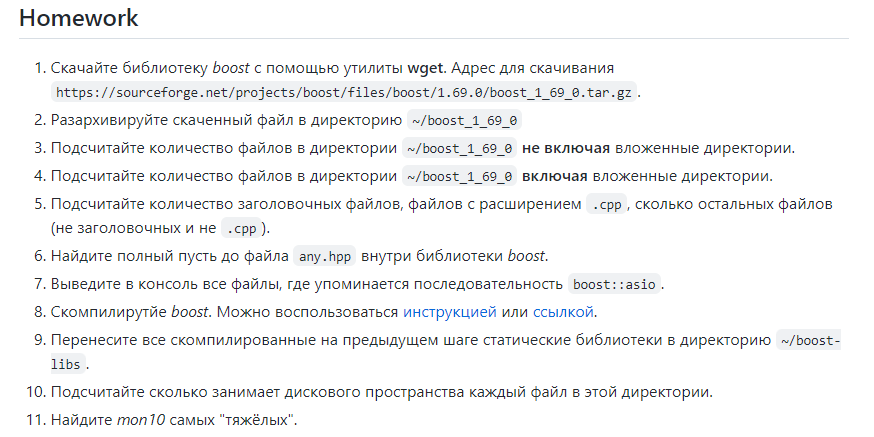 Homework
1. Скачайте библиотеку boost с помощью утилиты wget. Адрес для скачивания
https://sourceforge.net/projects/boost/files/boost/1.69.0/boost_1_69_0.tar.gz .
2. Разархивируйте скаченный файл в директорию ~/boost_1_69_0
3. Подсчитайте количество файлов в директории ~/boost_1_69_0 не включая вложенные директории.
4. Подсчитайте количество файлов в директории ~/boost_1_69_0 включая вложенные директории.
5. Подсчитайте количество заголовочных файлов, файлов с расширением .cpp , сколько остальных файлов
(не заголовочных и не .cpp ).
6. Найдите полный пусть до файла any.hpp внутри библиотеки boost.
7. Выведите в консоль все файлы, где упоминается последовательность boost::asio .
8. Скомпилирутйе boost. Можно воспользоваться инструкцией или ссылкой.
9. Перенесите все скомпилированные на предыдущем шаге статические библиотеки в директорию ~/boost-
libs .
10. Подсчитайте сколько занимает дискового пространства каждый файл в этой директории.
11. Найдите топ10 самых "тяжёлых".